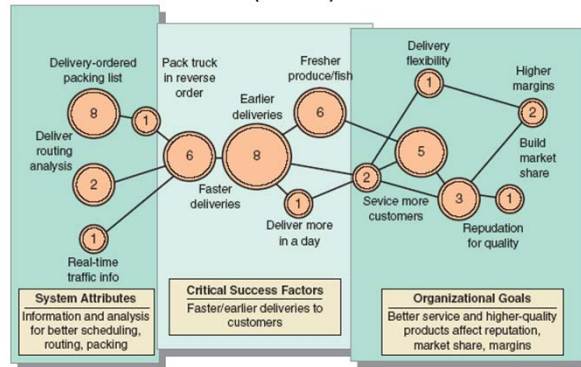 Delivery-ordered
packing list
8
1
Deliver
routing
analysis
2
1
Real-time
traffic info
Pack truck
in reverse
order
6
Faster
deliveries
Earlier
deliveries
8
Fresher
produce/fish
6
1
Deliver more
in a day
Delivery
flexibility
1
2
Sevice more
customers
5
3
Repudation
for quality
Higher
margins
2
Build
market
share
1
System Attributes
Information and analysis
for better scheduling,
routing, packing
Critical Success Factors
Faster/earlier deliveries to
customers
Organizational Goals
Better service and higher-quality
products affect reputation,
market share, margins